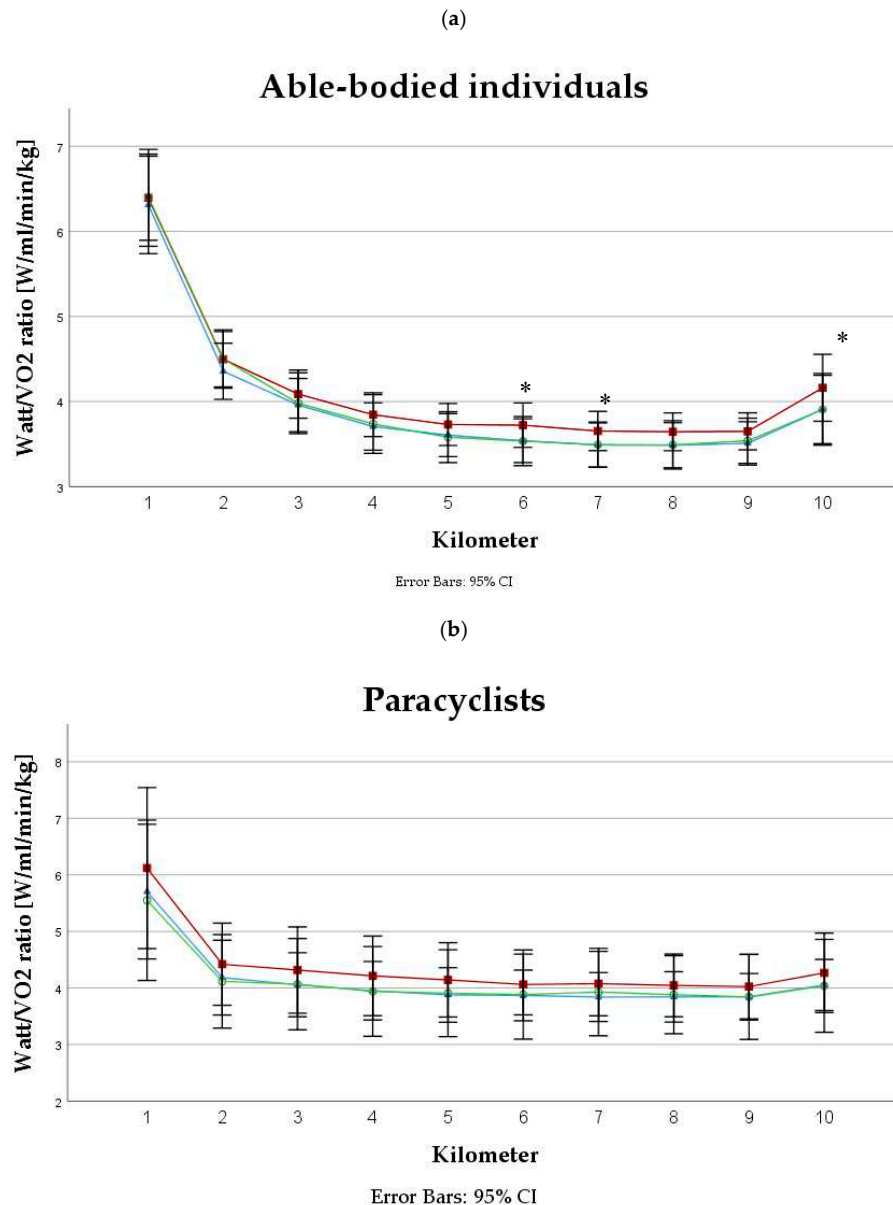 (a)
Able-bodied individuals
Watt/VO2 ratio [W/ml/min/kg]
7
6
5
4
3
*
*
*
1 2 3 4 5 6 7 8 9 10
Kilometer
Error Bars: 95% CI
(b)
Paracyclists
Watt/VO2 ratio [W/ml/min/kg]
8
7
6
5
4
3
2
1 2 3 4 5 6 7 8 9 10
Kilometer
Error Bars: 95% CI